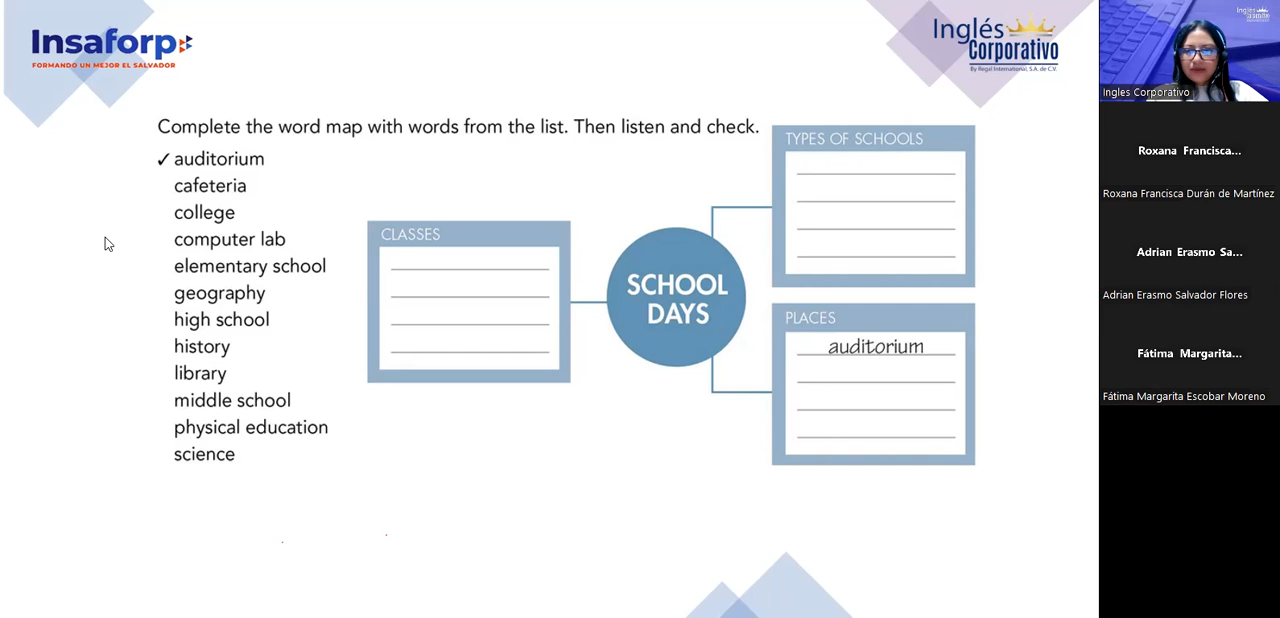 Insaforp
FORMANDO UN MEJOR EL SALVADOR
Inglés
Corporativo
By Regal International, S.A. de C.V.
Complete the word map with words from the list. Then listen and check.
✓ auditorium
cafeteria
college
computer lab
elementary school
geography
high school
history
library
middle school
physical education
science
CLASSES
SCHOOL
DAYS
TYPES OF SCHOOLS
PLACES
auditorium
Ingles Corporativo
Roxana Francisca...
Roxana Francisca Durán de Martínez
Adrian Erasmo Sa...
Adrian Erasmo Salvador Flores
Fátima Margarita...
Fátima Margarita Escobar Moreno